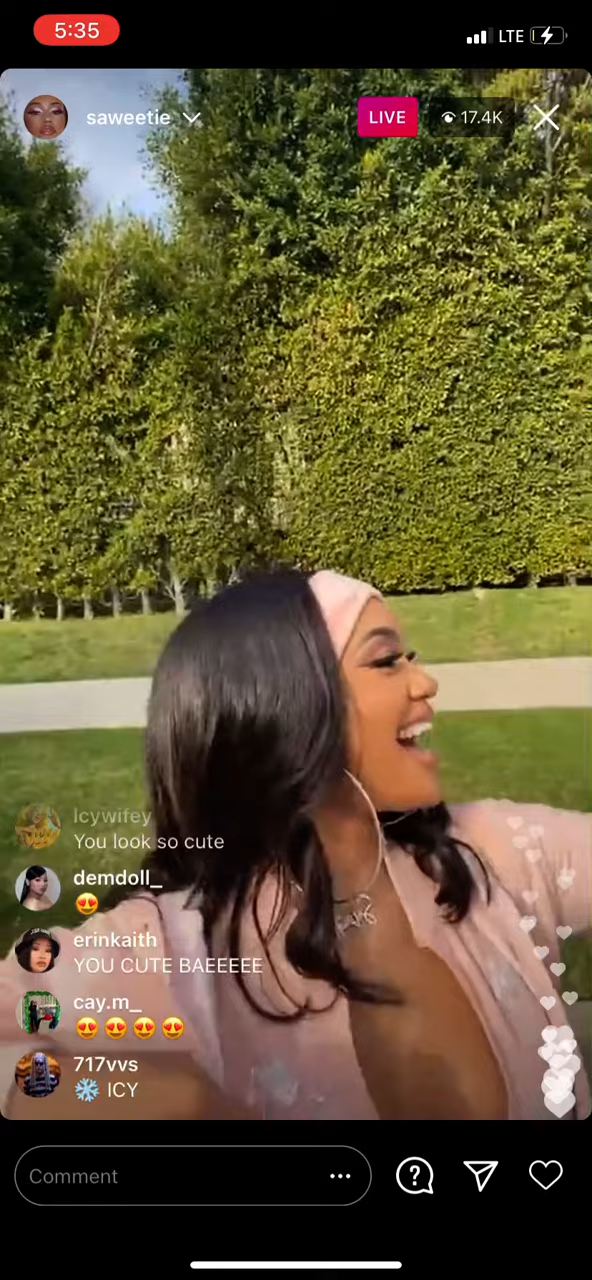 5:35
LTE
saweetie
LIVE
17.4K
Icywifey
You look so cute
demdoll_
😍
erinkaith
YOU CUTE BAEEEEE
cay.m_
😍😍😍😍
717vvs
❄️ ICY
Comment